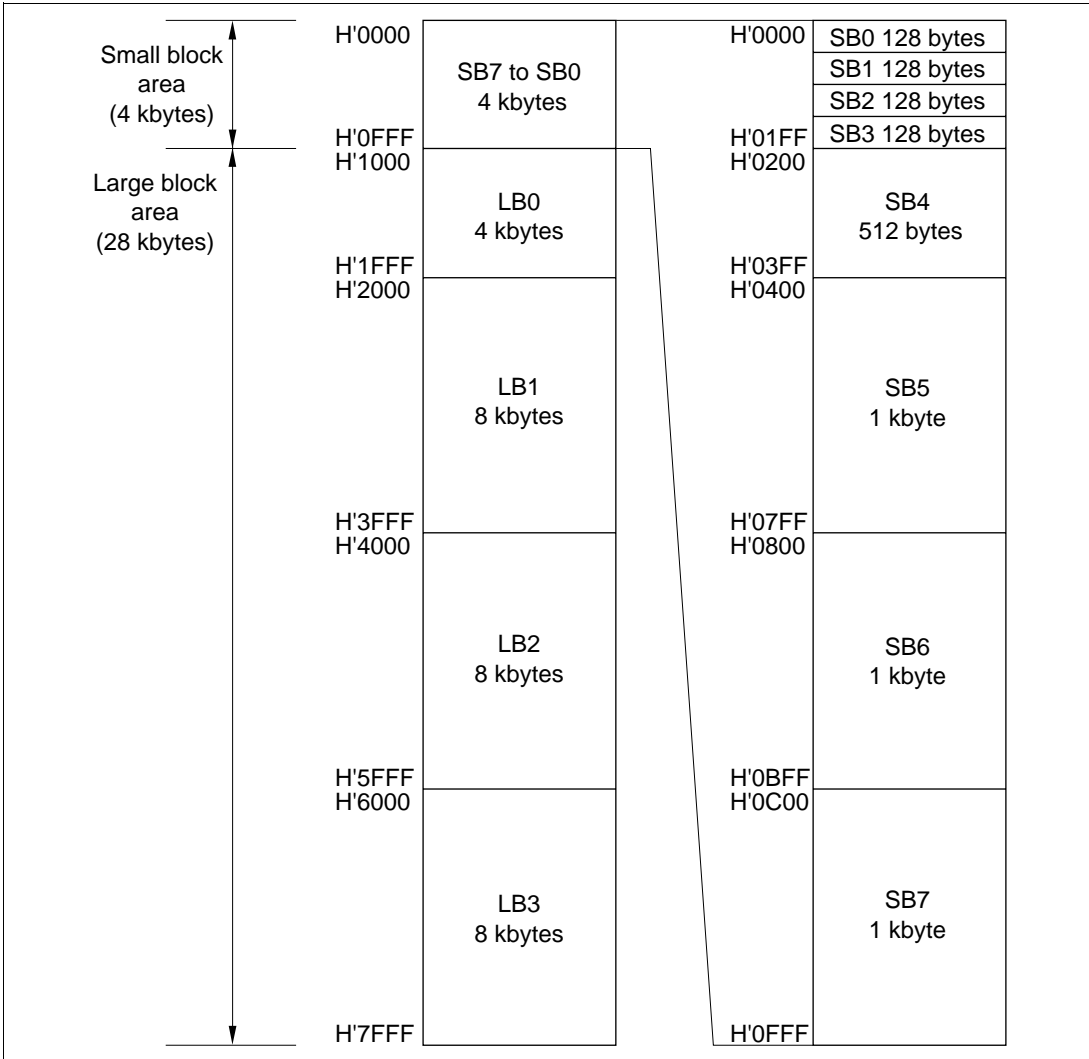 Small block
area
(4 kbytes)
Large block
area
(28 kbytes)
H'0000
SB7 to SB0
4 kbytes
H'0FFF
H'1000
LB0
4 kbytes
H'1FFF
H'2000
LB1
8 kbytes
H'3FFF
H'4000
LB2
8 kbytes
H'5FFF
H'6000
LB3
8 kbytes
H'7FFF
H'0000
SB0 128 bytes
SB1 128 bytes
SB2 128 bytes
H'01FF
SB3 128 bytes
H'0200
SB4
512 bytes
H'03FF
H'0400
SB5
1 kbyte
H'07FF
H'0800
SB6
1 kbyte
H'0BFF
H'0C00
SB7
1 kbyte
H'0FFF